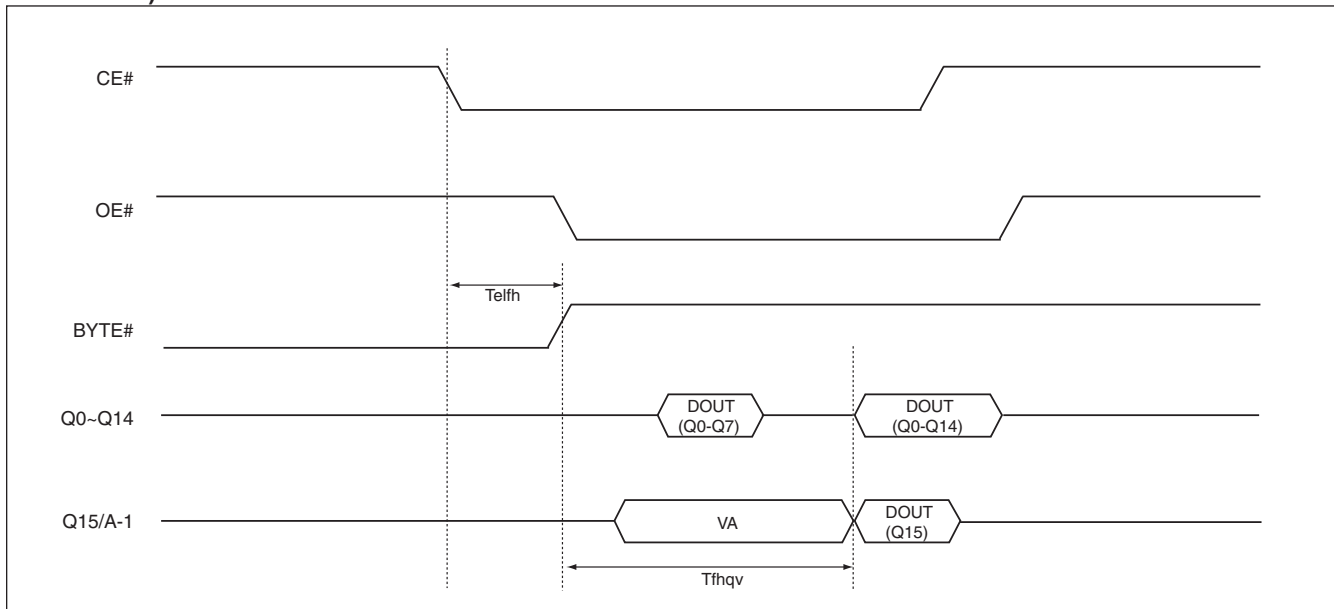 CE#
OE#
Telfh
BYTE#
Q0~Q14
DOUT
(Q0-Q7)
DOUT
(Q0-Q14)
Q15/A-1
VA
DOUT
(Q15)
Tfhqv